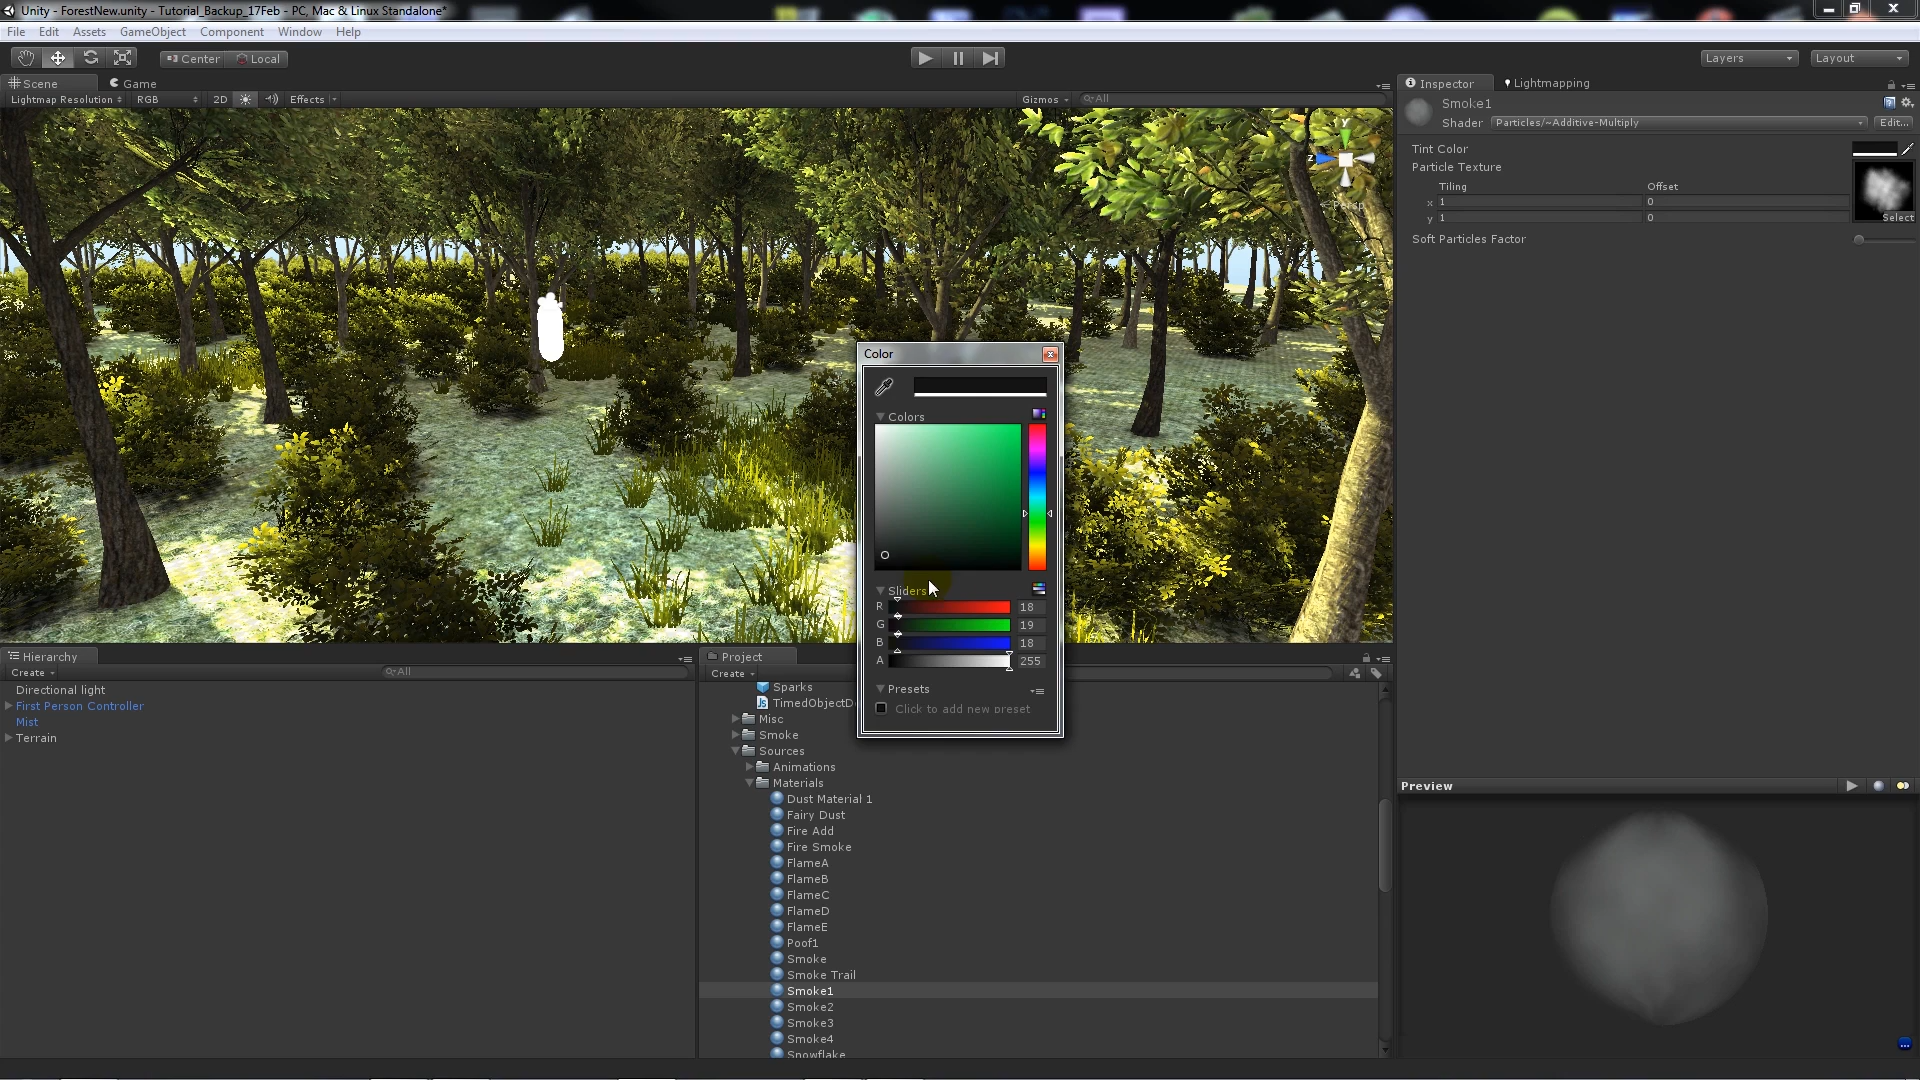 Unity - ForestNew.unity - Tutorial_Backup_17Feb - PC, Mac & Linux Standalone*
File Edit Assets GameObject Component Window Help
Center Local
Layers Layout
Scene Game
Inspector Lightmapping
Lightmap Resolution RGB 2D Effects Gizmos All
Smoke1
Shader Particles/~Additive-Multiply Edit...
Tint Color
Particle Texture
Tiling Offset
x 1 0
y 1 0
Select
Soft Particles Factor
y
z
Persp
Color
Colors
Sliders
R 18
G 19
B 18
A 255
Presets
Click to add new preset
Hierarchy
Create All
Directional light
First Person Controller
Mist
Terrain
Project
Create
Sparks
Misc
Smoke
Sources
Animations
Materials
Dust Material 1
Fairy Dust
Fire Add
Fire Smoke
FlameA
FlameB
FlameC
FlameD
FlameE
Poof1
Smoke
Smoke Trail
Smoke1
Smoke2
Smoke3
Smoke4
Snowflake
Preview